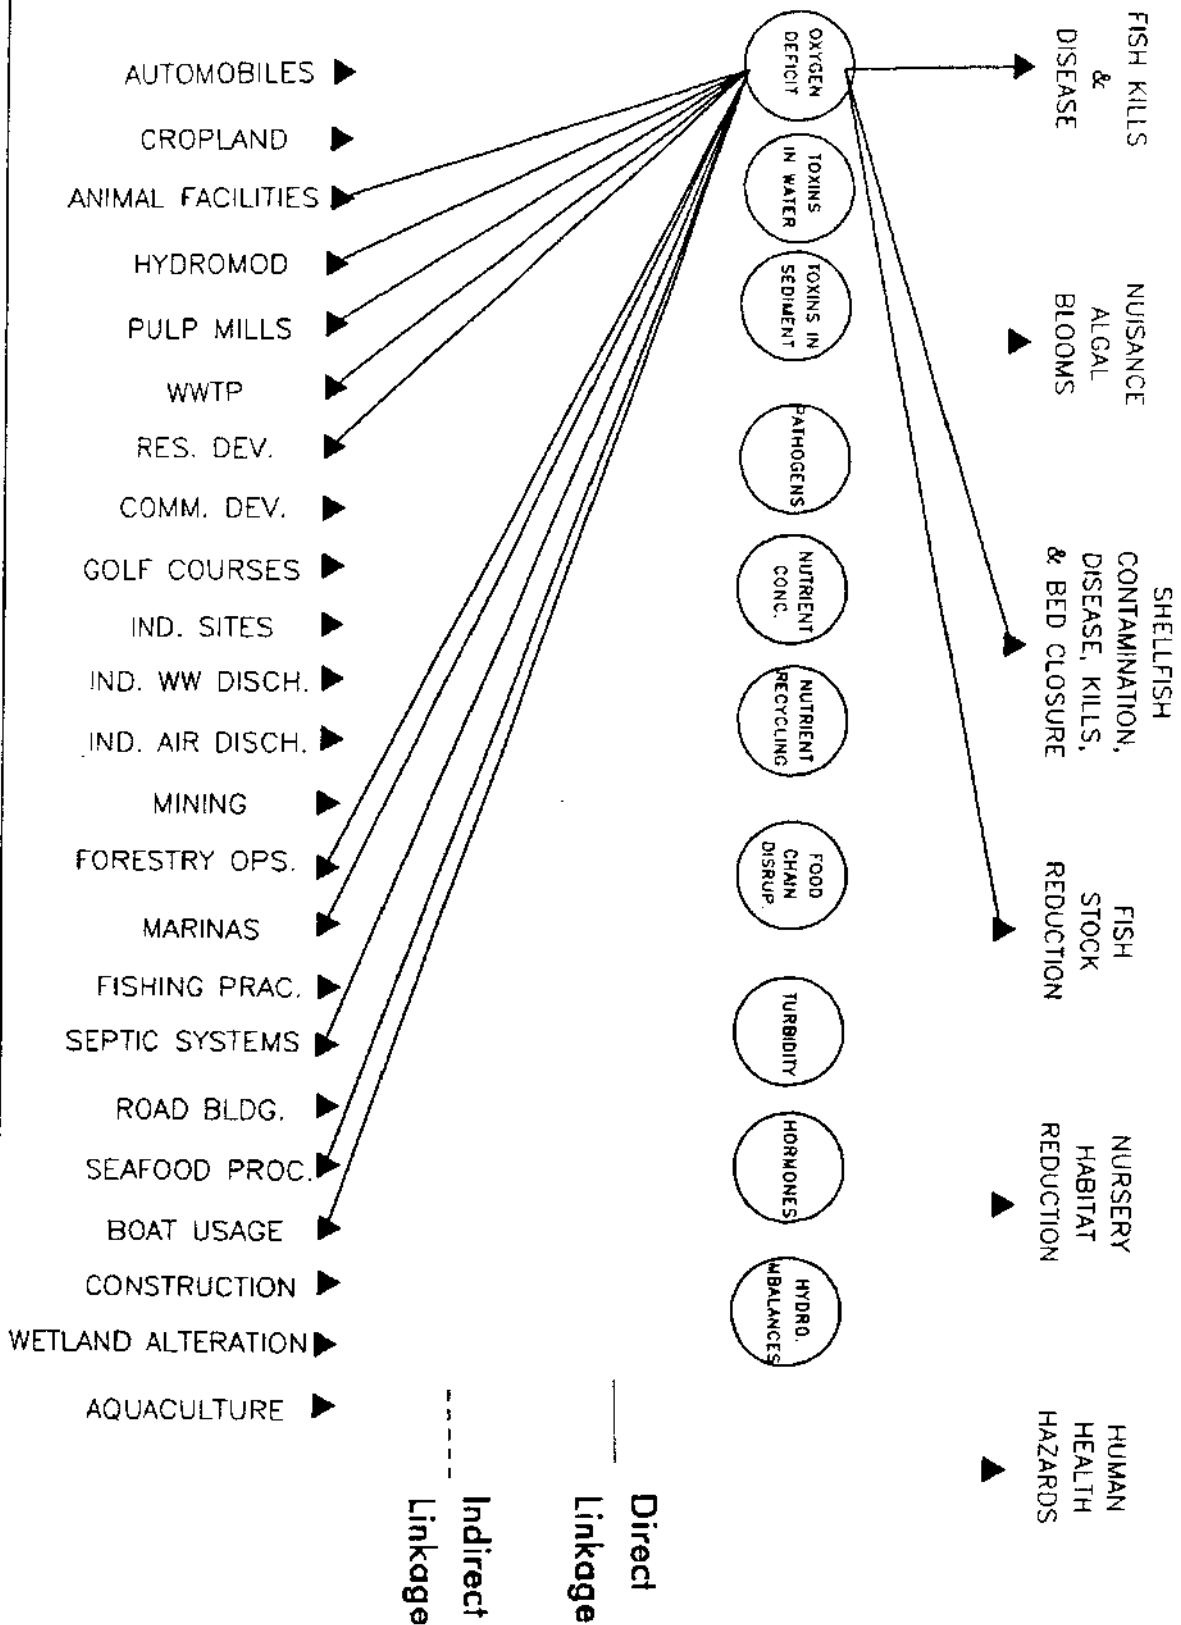 AUTOMOBILES
CROPLAND
ANIMAL FACILITIES
HYDROMOD
PULP MILLS
WWTP
RES. DEV.
COMM. DEV.
GOLF COURSES
IND. SITES
IND. WW DISCH.
IND. AIR DISCH.
MINING
FORESTRY OPS.
MARINAS
FISHING PRAC.
SEPTIC SYSTEMS
ROAD BLDG.
SEAFOOD PROC.
BOAT USAGE
CONSTRUCTION
WETLAND ALTERATION
AQUACULTURE
OXYGEN
DEFICIT
TOXINS
IN WATER
TOXINS IN
SEDIMENT
PATHOGENS
NUTRIENT
CONC.
NUTRIENT
RECYCLING
FOOD
CHAIN
DISRUP.
TURBIDITY
HORMONES
HYDRO.
IMBALANCES
FISH KILLS
&
DISEASE
NUISANCE
ALGAL
BLOOMS
SHELLFISH
CONTAMINATION,
DISEASE, KILLS,
& BED CLOSURE
FISH
STOCK
REDUCTION
NURSERY
HABITAT
REDUCTION
HUMAN
HEALTH
HAZARDS
Direct
Linkage
Indirect
Linkage